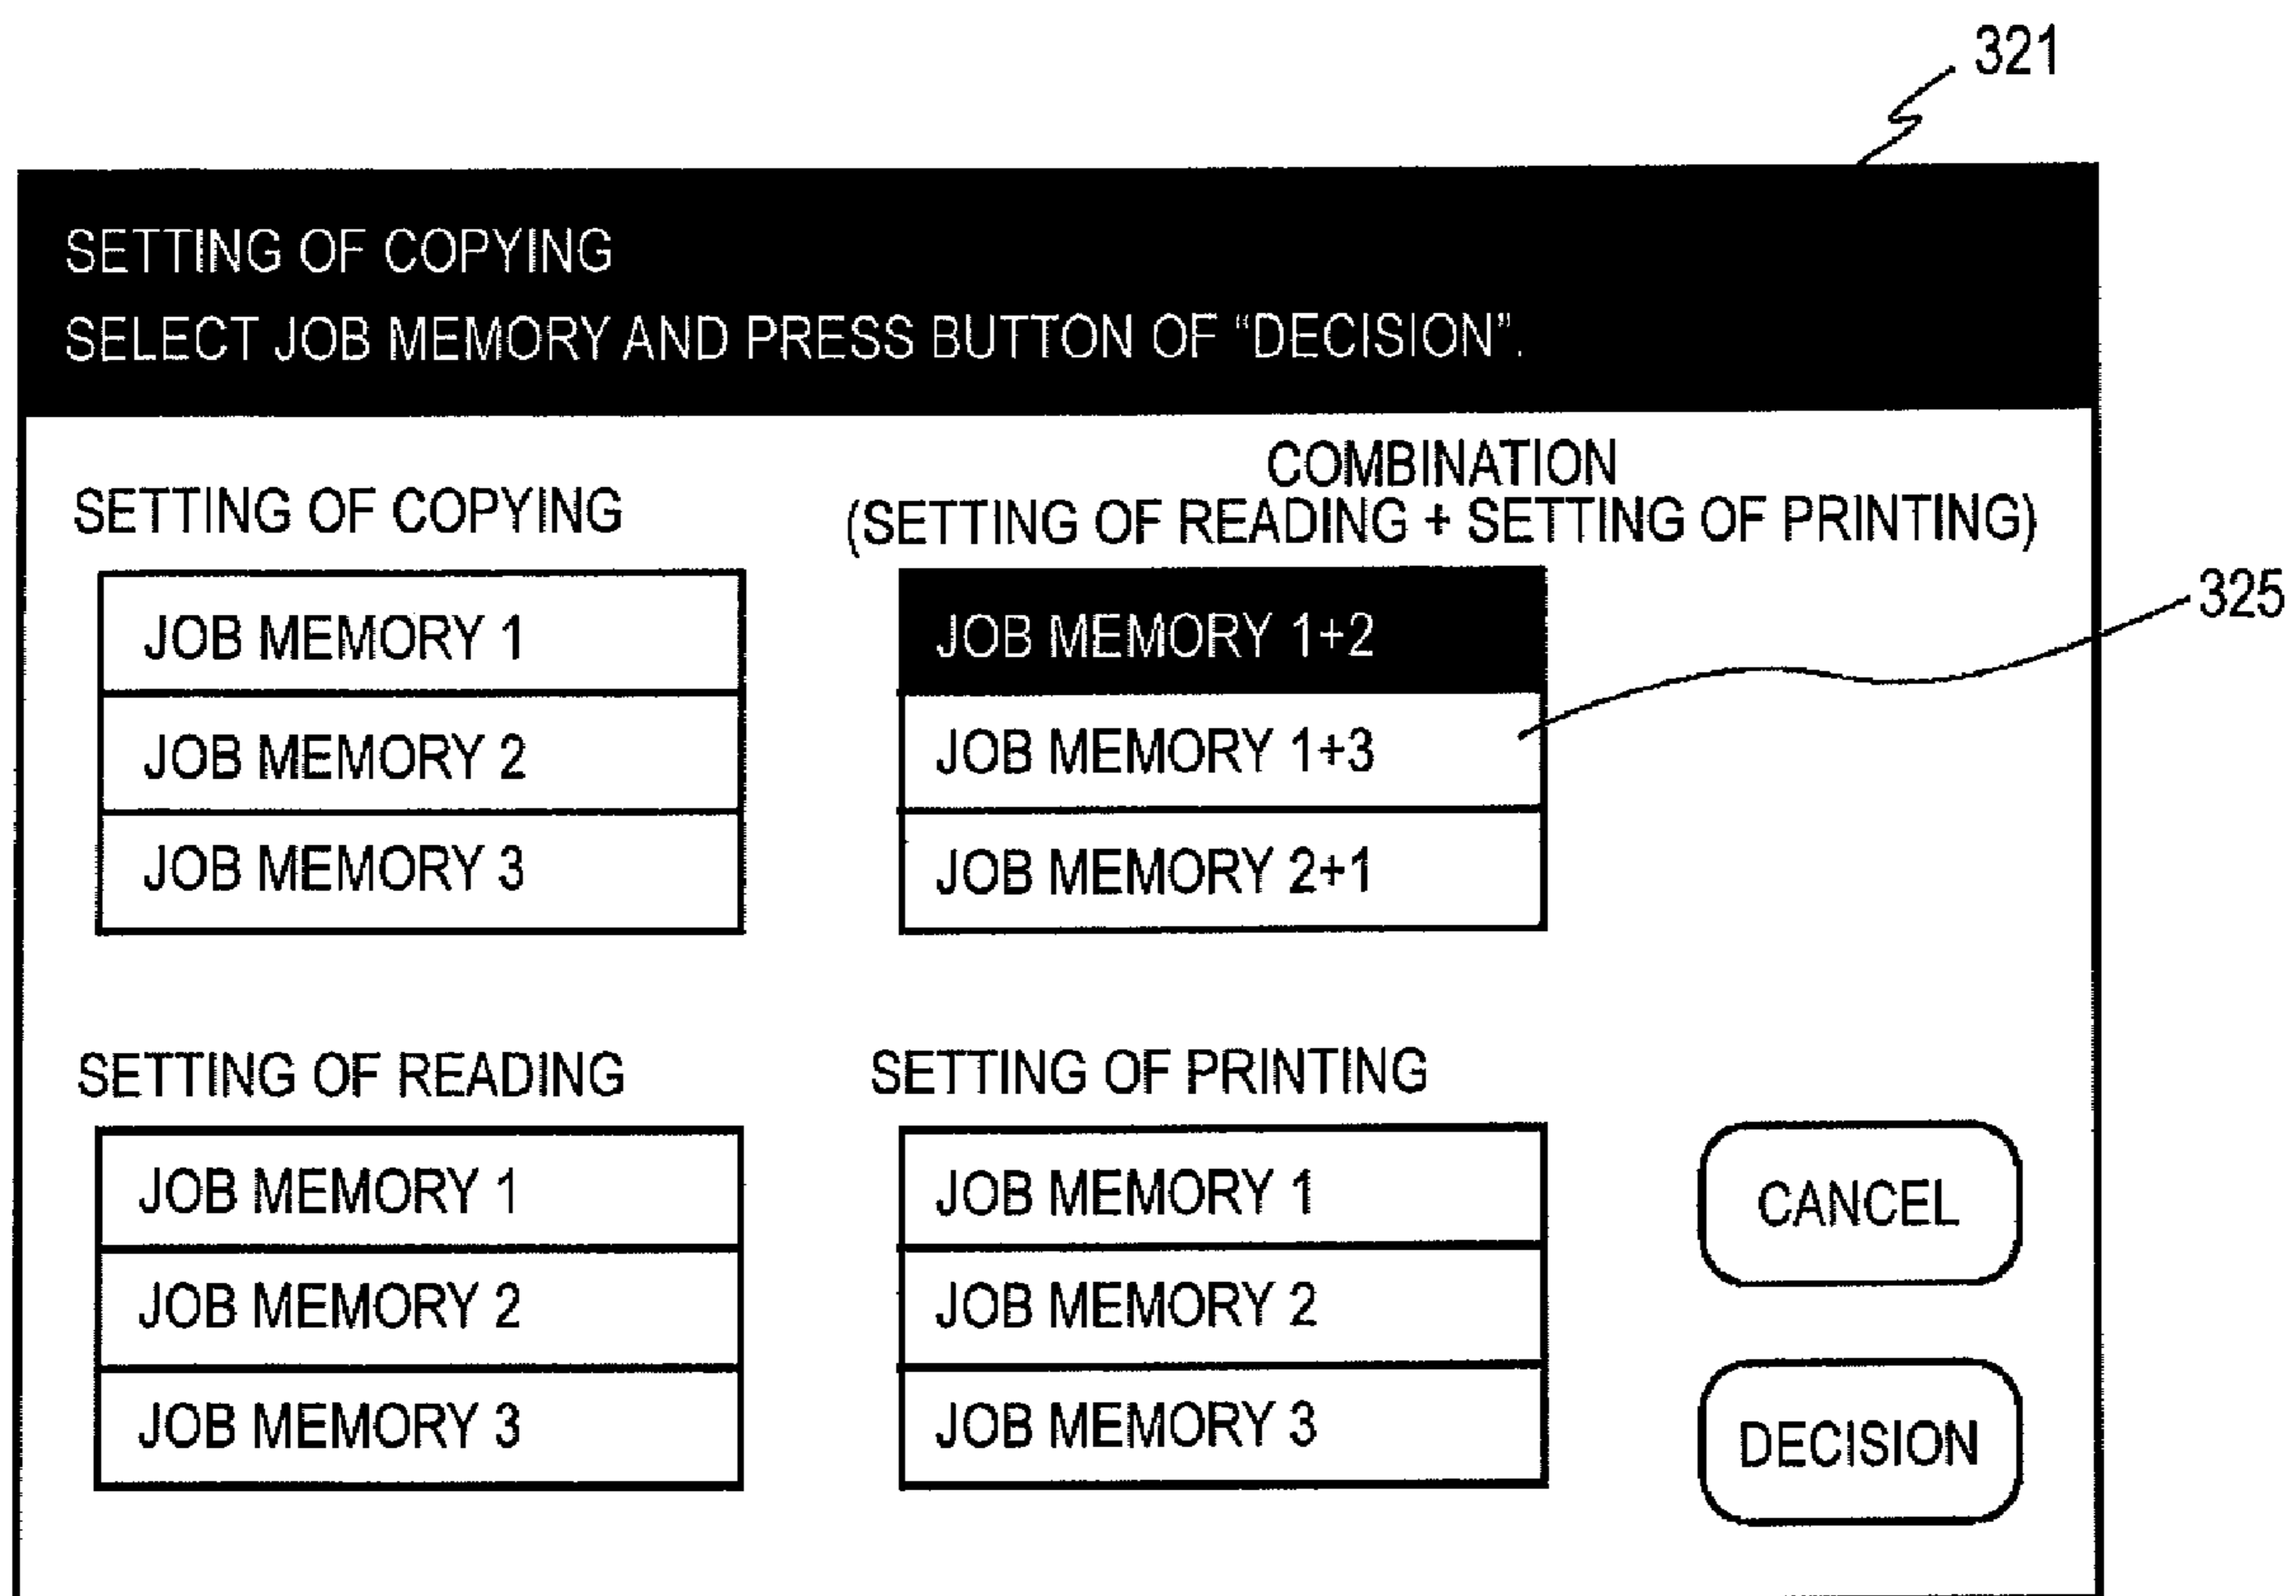 321
SETTING OF COPYING
SELECT JOB MEMORY AND PRESS BUTTON OF “DECISION”.
SETTING OF COPYING
JOB MEMORY 1
JOB MEMORY 2
JOB MEMORY 3
COMBINATION
(SETTING OF READING + SETTING OF PRINTING)
JOB MEMORY 1+2
JOB MEMORY 1+3
JOB MEMORY 2+1
325
SETTING OF READING
JOB MEMORY 1
JOB MEMORY 2
JOB MEMORY 3
SETTING OF PRINTING
JOB MEMORY 1
JOB MEMORY 2
JOB MEMORY 3
CANCEL
DECISION